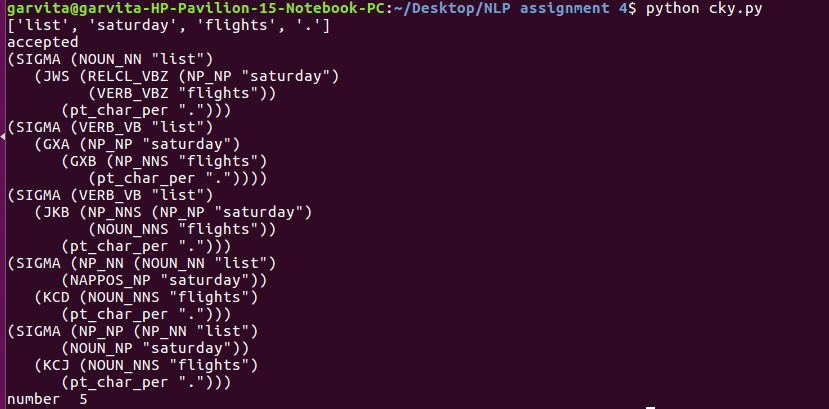 garvita@garvita-HP-Pavilion-15-Notebook-PC:~/Desktop/NLP assignment 4$ python cky.py
['list', 'saturday', 'flights', '.']
accepted
(SIGMA (NOUN_NN "list")
   (JWS (RELCL_VBZ (NP_NP "saturday")
         (VERB_VBZ "flights"))
      (pt_char_per ".")))
(SIGMA (VERB_VB "list")
   (GXA (NP_NP "saturday")
      (GXB (NP_NNS "flights")
         (pt_char_per "."))))
(SIGMA (VERB_VB "list")
   (JKB (NP_NNS (NP_NP "saturday")
         (NOUN_NNS "flights"))
      (pt_char_per ".")))
(SIGMA (NP_NN (NOUN_NN "list")
      (NAPPOS_NP "saturday"))
   (KCD (NOUN_NNS "flights")
      (pt_char_per ".")))
(SIGMA (NP_NP (NP_NN "list")
      (NOUN_NP "saturday"))
   (KCJ (NOUN_NNS "flights")
      (pt_char_per ".")))
number  5